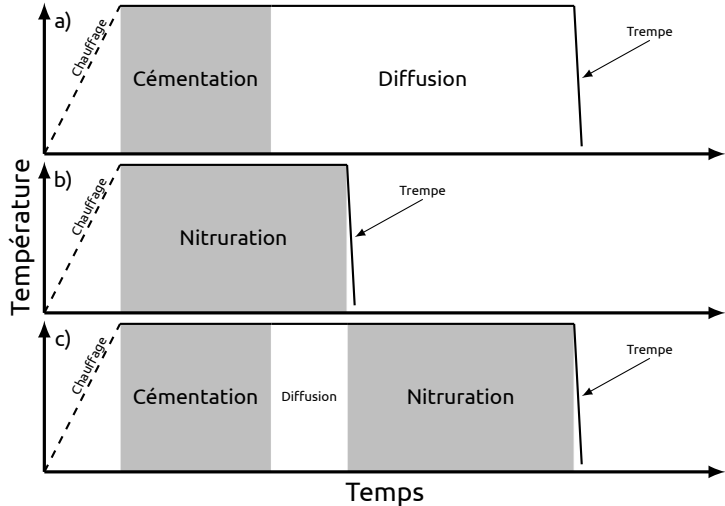 a)
Chauffage
Cémentation
Diffusion
Trempe
Température
b)
Chauffage
Nitruration
Trempe
c)
Chauffage
Cémentation
Diffusion
Nitruration
Trempe
Temps